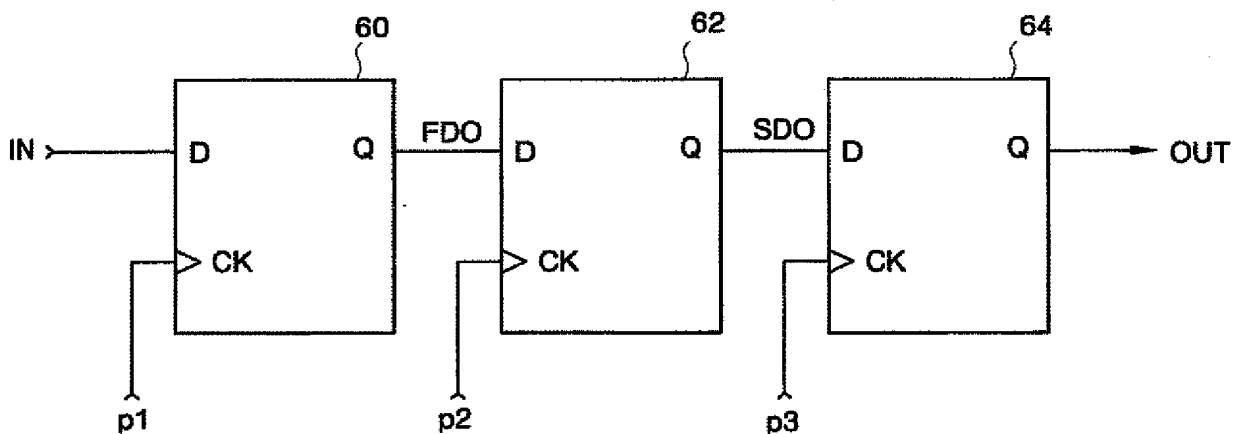 60 62 64
IN D Q FDO D Q SDO D Q OUT
CK CK CK
p1 p2 p3